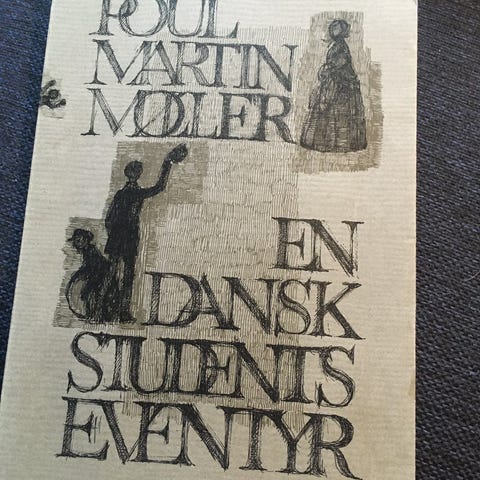 POUL
MARTIN
MØLLER
EN
DANSK
STUDENTS
EVENTYR